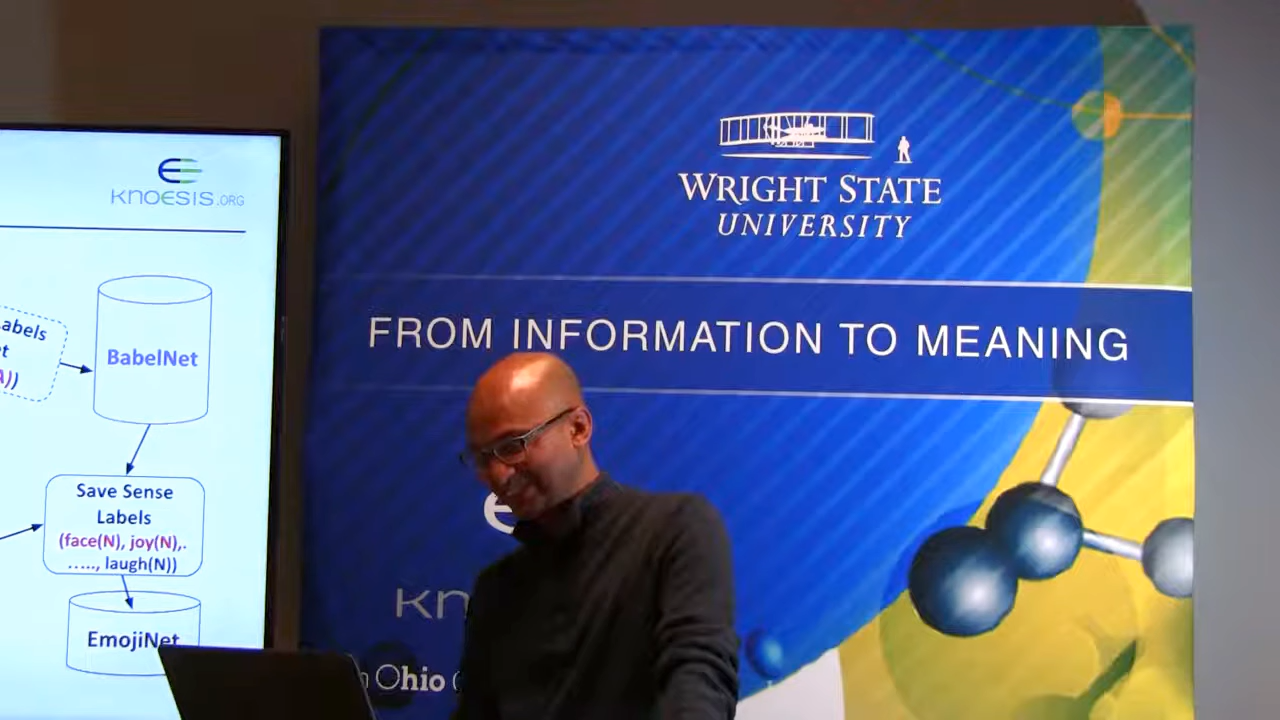 KNOESIS.ORG
abels
BabelNet
Save Sense
Labels
(face(N), joy(N),.
....., laugh(N))
EmojiNet
WRIGHT STATE
UNIVERSITY
FROM INFORMATION TO MEANING
KN
Ohio